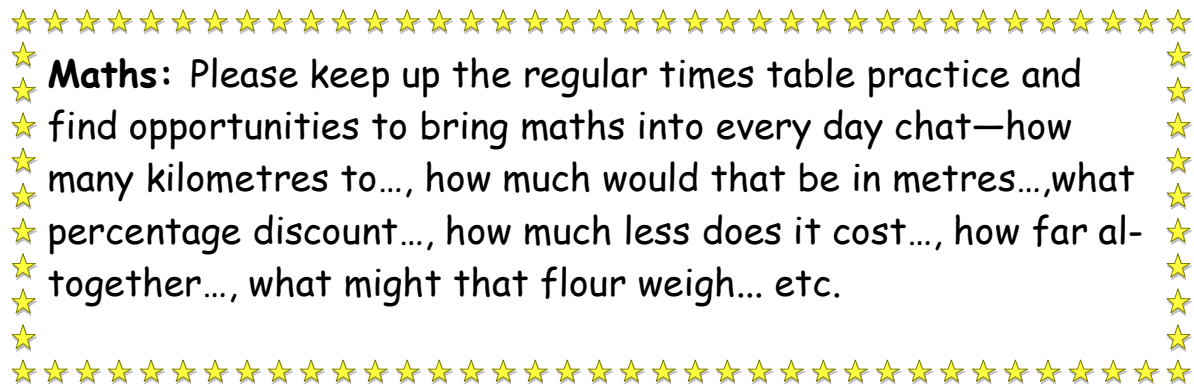 Maths: Please keep up the regular times table practice and
find opportunities to bring maths into every day chat—how
many kilometres to…, how much would that be in metres…,what
percentage discount…, how much less does it cost…, how far al-
together…, what might that flour weigh... etc.